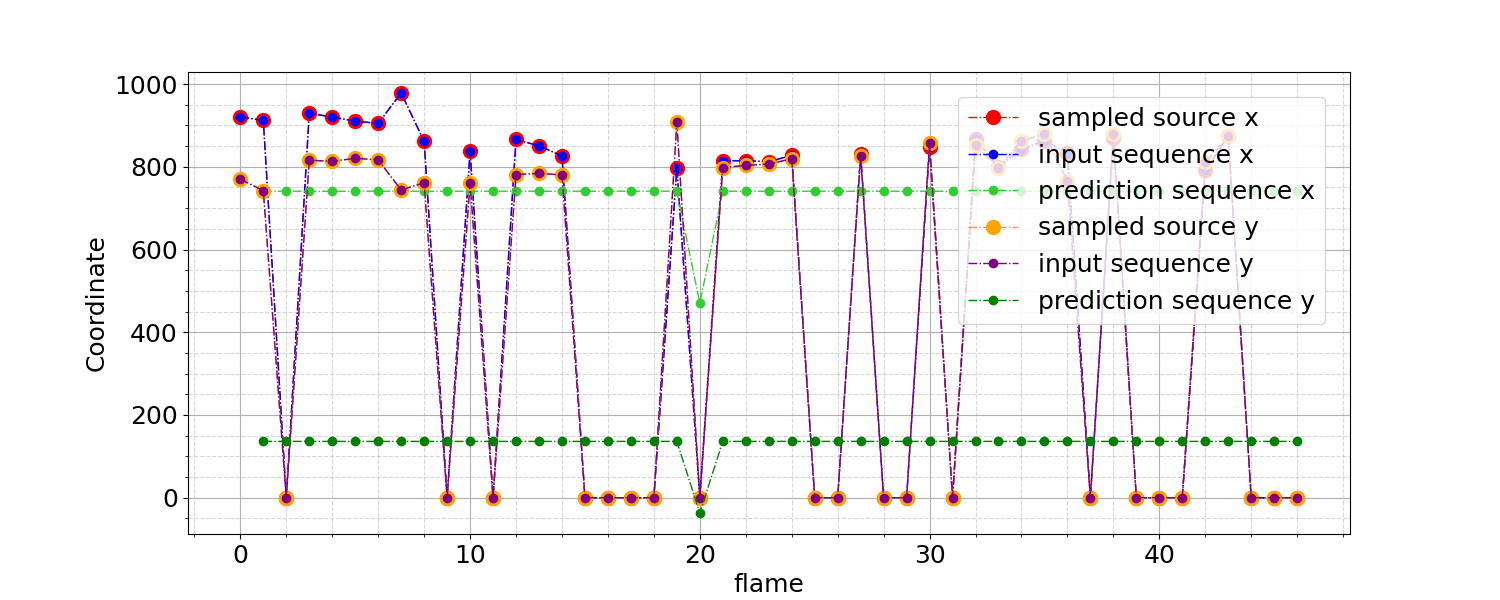 1000
800
600
400
200
0
Coordinate
0 10 20 30 40
flame
sampled source x
input sequence x
prediction sequence x
sampled source y
input sequence y
prediction sequence y